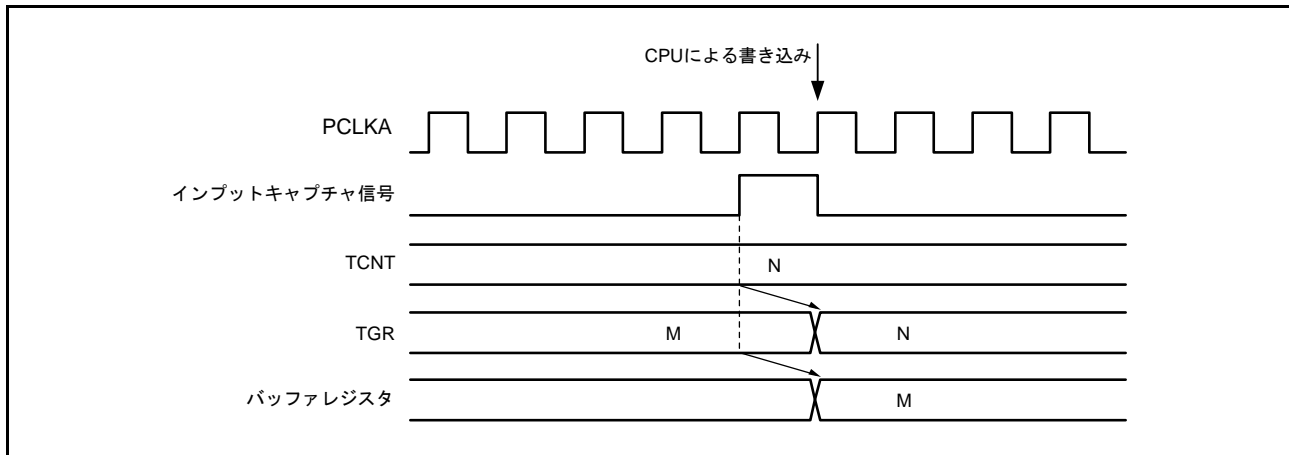 CPUによる書き込み
PCLKA
インプットキャプチャ信号
TCNT
N
TGR
M
N
バッファレジスタ
M